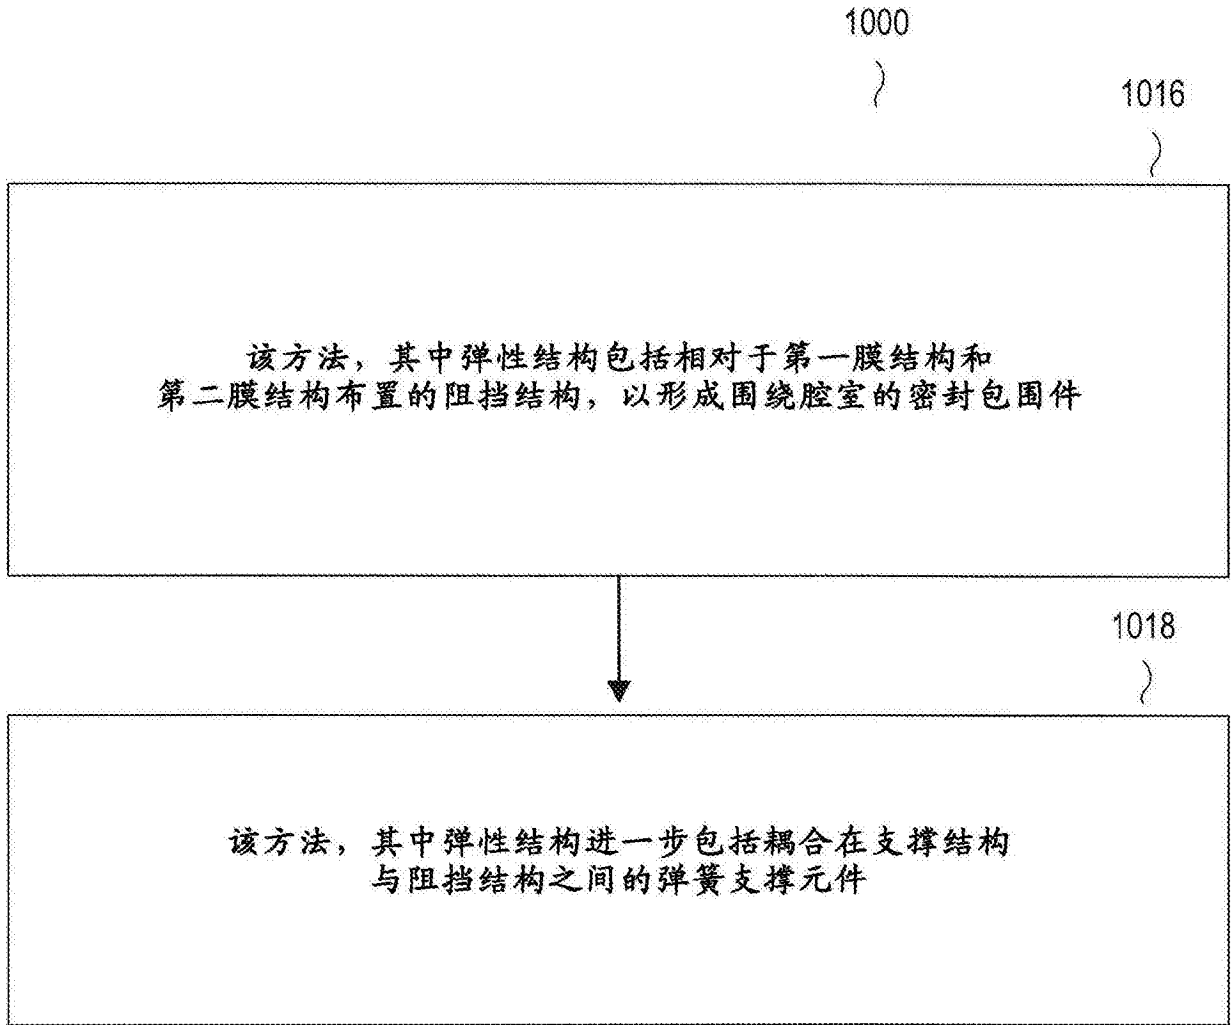 1000
1016
该方法，其中弹性结构包括相对于第一膜结构和
第二膜结构布置的阻挡结构，以形成围绕腔室的密封包围件
1018
该方法，其中弹性结构进一步包括耦合在支撑结构
与阻挡结构之间的弹簧支撑元件